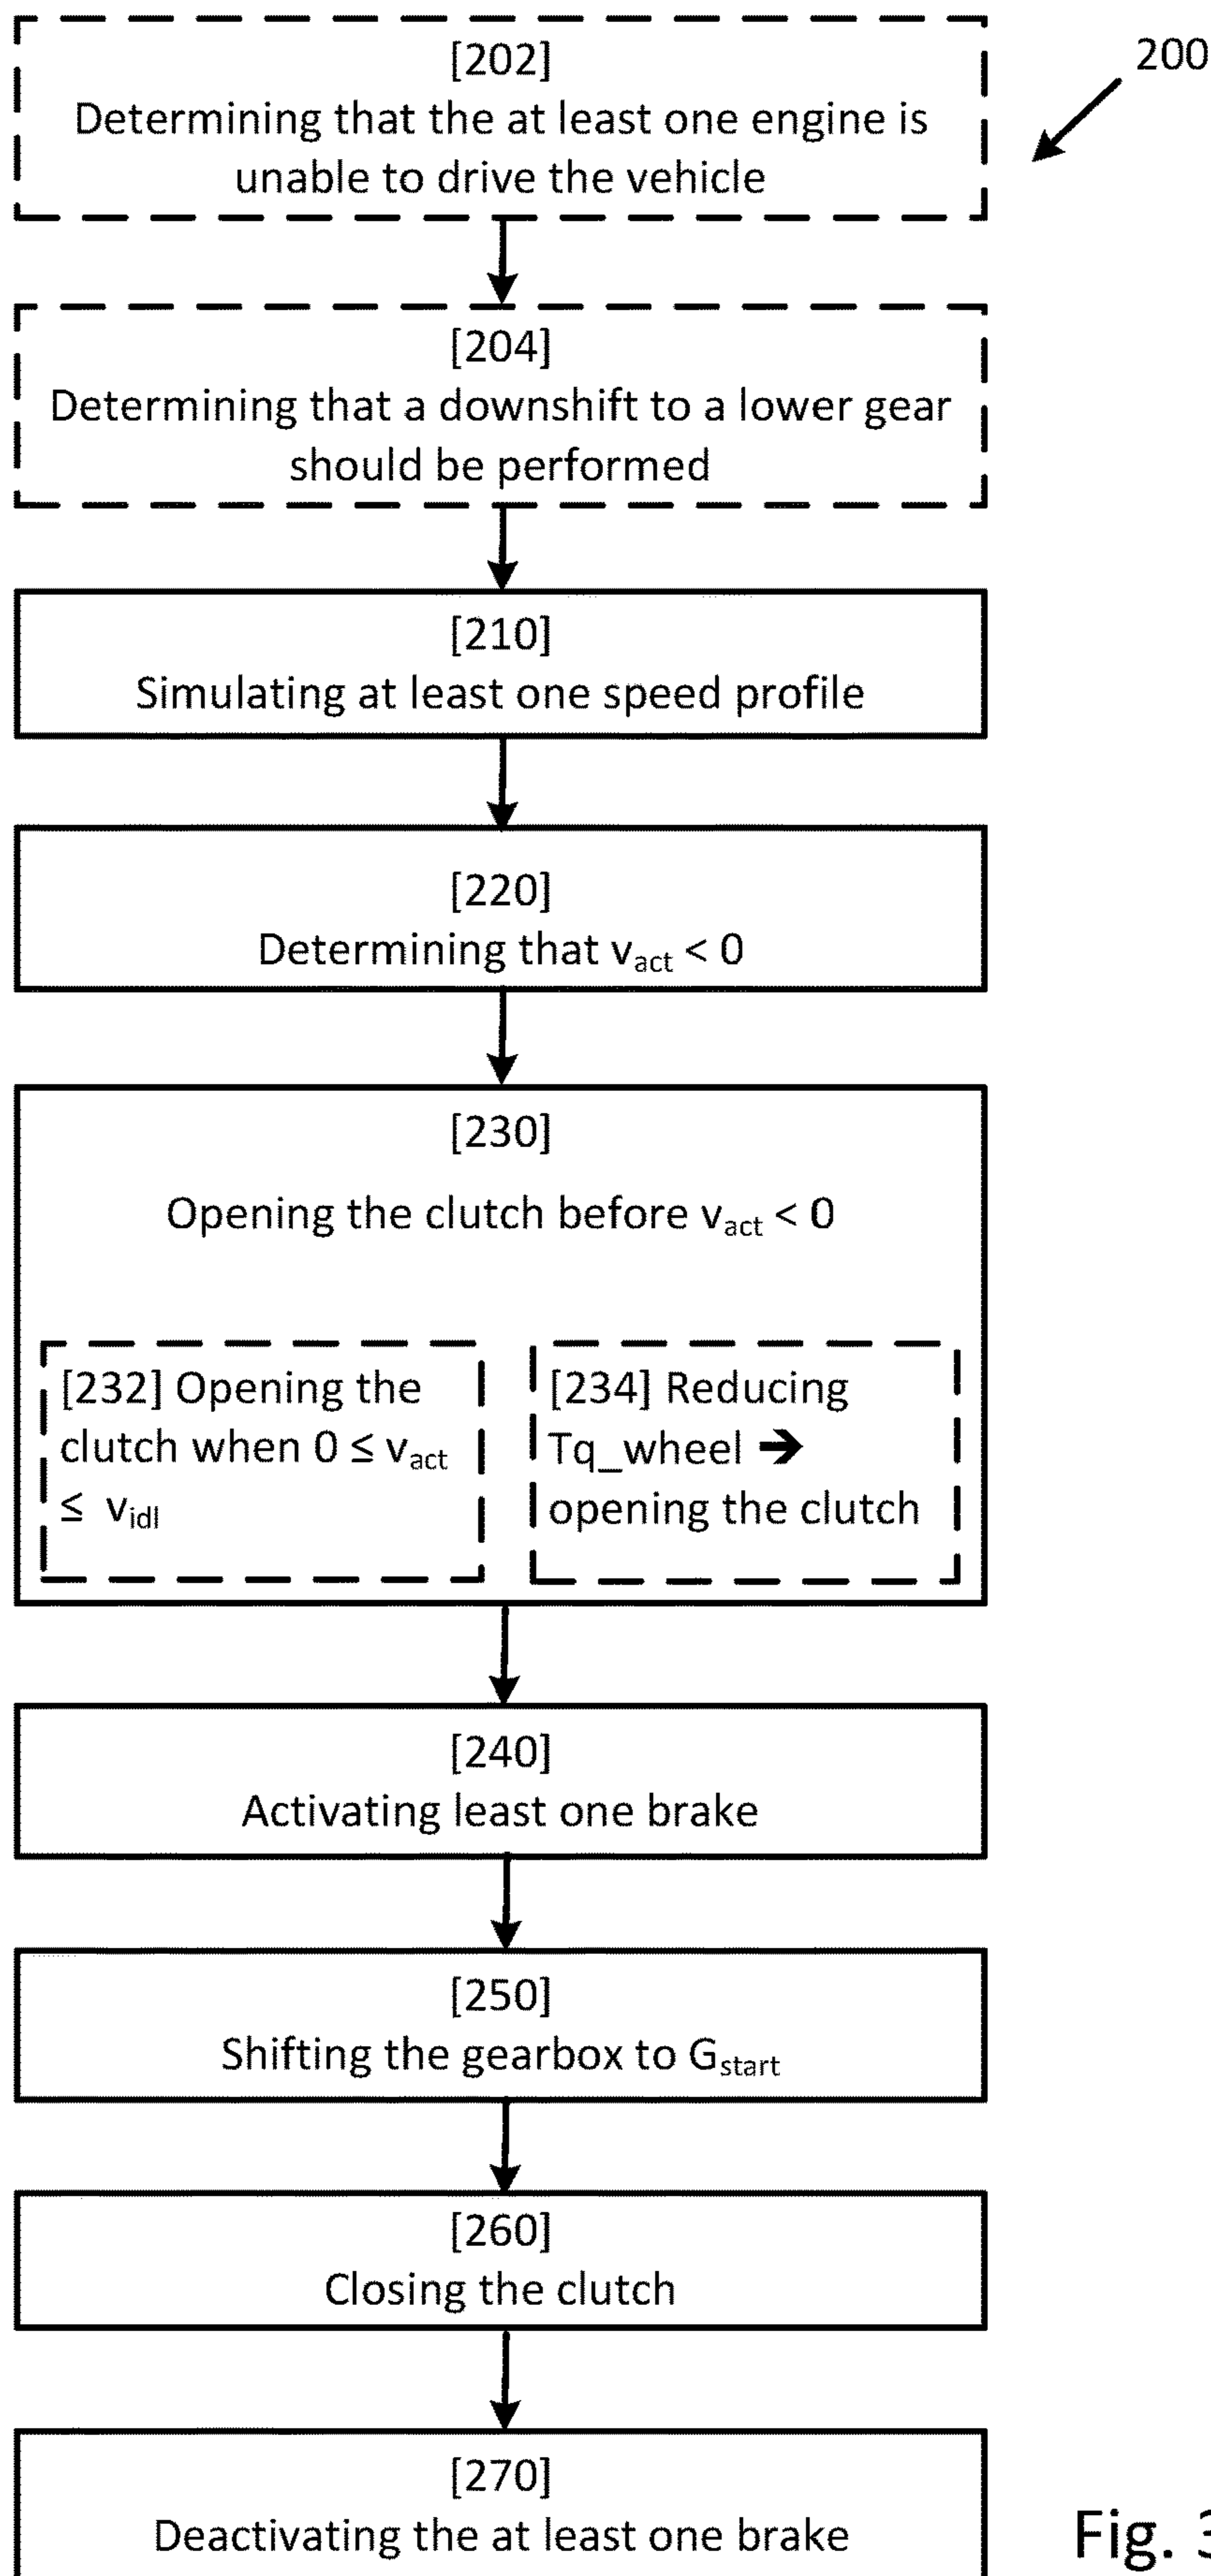 200
[202]
Determining that the at least one engine is
unable to drive the vehicle
[204]
Determining that a downshift to a lower gear
should be performed
[210]
Simulating at least one speed profile
[220]
Determining that vact < 0
[230]
Opening the clutch before vact < 0
[232] Opening the
clutch when 0 ≤ vact
≤ vidl
[234] Reducing
Tq_wheel ➔
opening the clutch
[240]
Activating least one brake
[250]
Shifting the gearbox to Gstart
[260]
Closing the clutch
[270]
Deactivating the at least one brake
Fig. 3